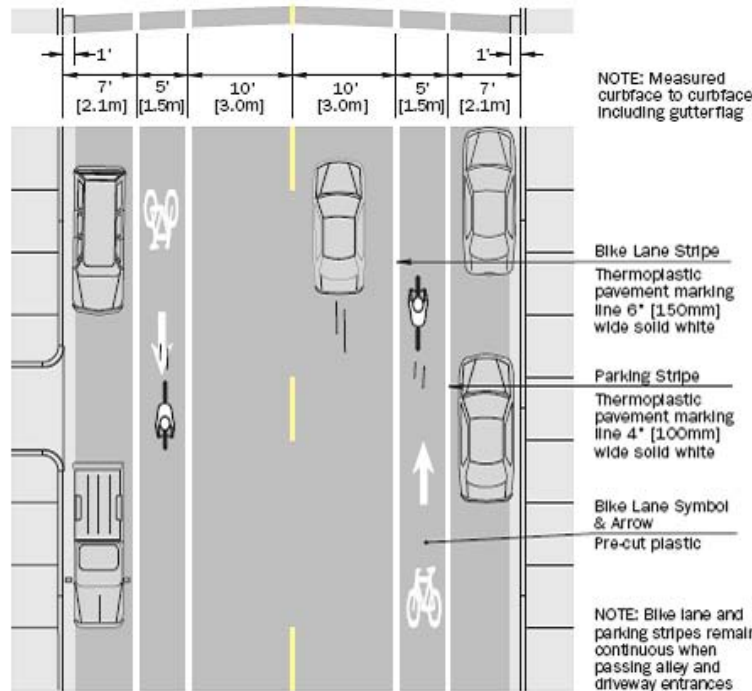 1'
1'
7'
5'
10'
10'
5'
7'
[2.1m]
[1.5m]
[3.0m]
[3.0m]
[1.5m]
[2.1m]
NOTE: Measured
curbface to curbface
including gutterflag
Bike Lane Stripe
Thermoplastic
pavement marking
line 6" [150mm]
wide solid white
Parking Stripe
Thermoplastic
pavement marking
line 4" [100mm]
wide solid white
Bike Lane Symbol
& Arrow
Pre-cut plastic
NOTE: Bike lane and
parking stripes remain
continuous when
passing alley and
driveway entrances